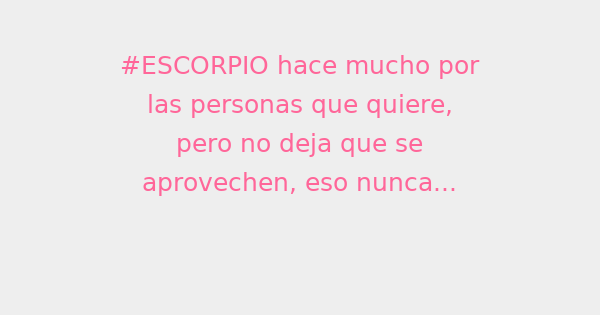 #ESCORPIO hace mucho por
las personas que quiere,
pero no deja que se
aprovechen, eso nunca...